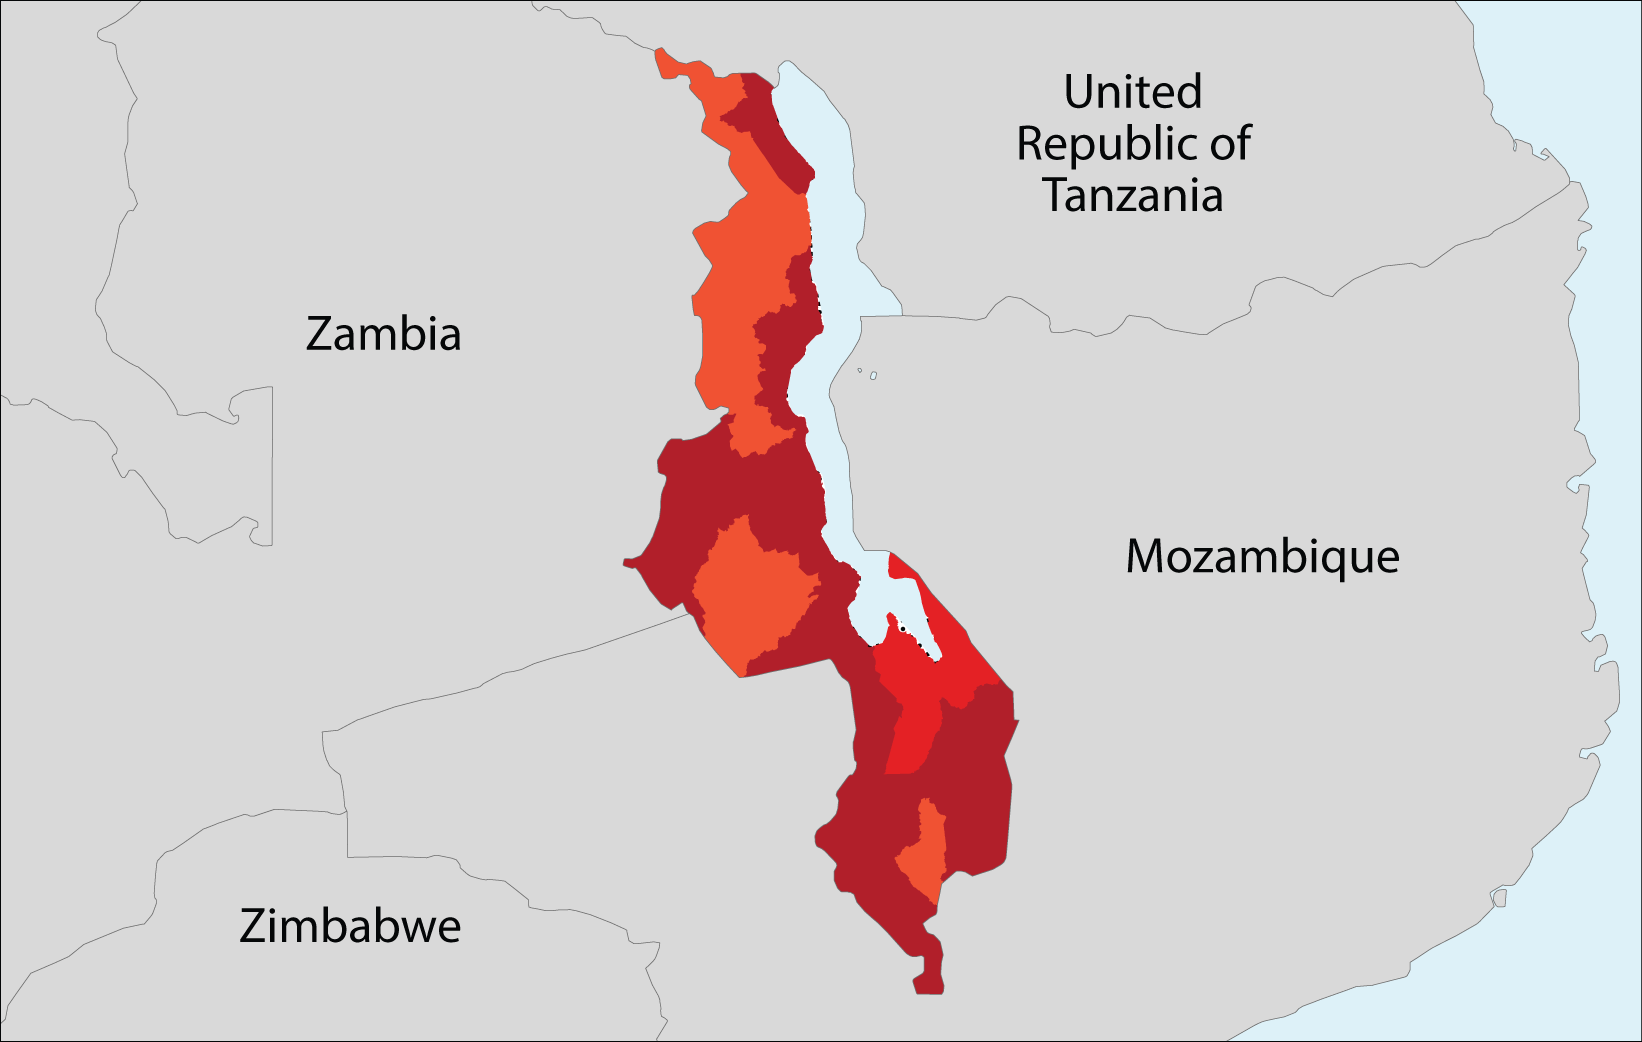 United
Republic of
Tanzania
Zambia
Mozambique
Zimbabwe